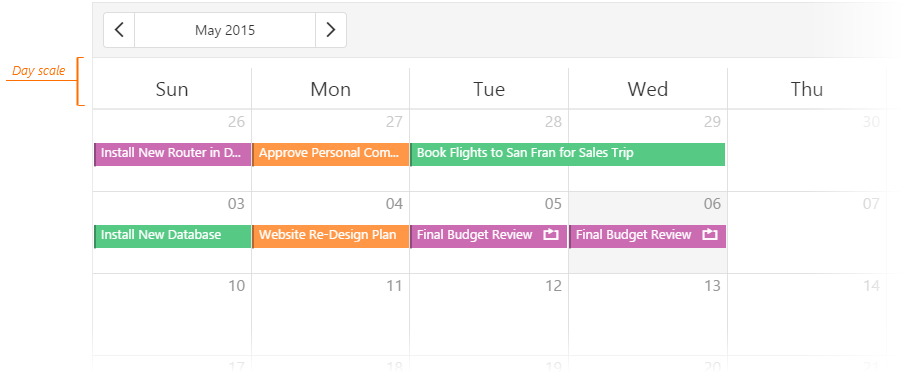 May 2015
Day scale
Sun Mon Tue Wed Thu
26 27 28 29 30
Install New Router in D... Approve Personal Com... Book Flights to San Fran for Sales Trip
03 04 05 06 07
Install New Database Website Re-Design Plan Final Budget Review Final Budget Review
10 11 12 13 14
17 18 19 20 21